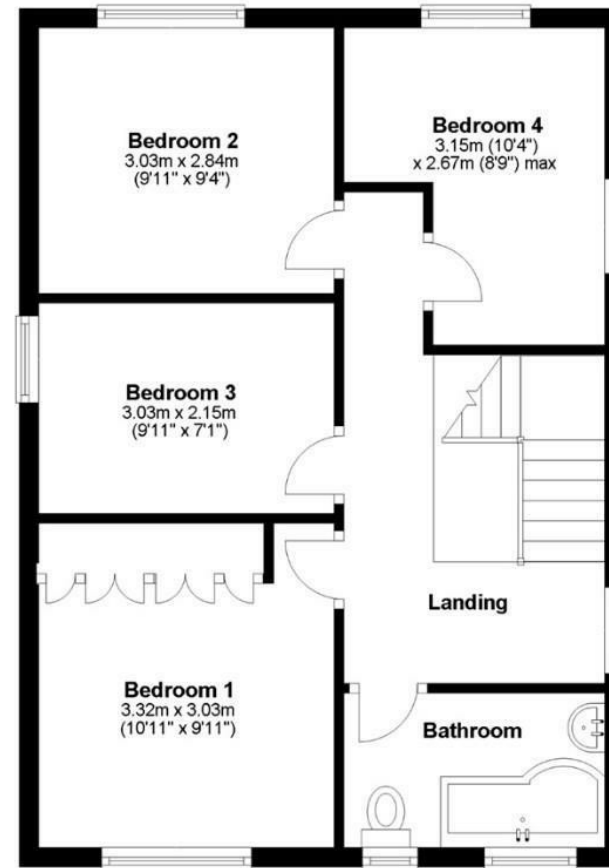 Bedroom 2
3.03m x 2.84m
(9'11" x 9'4")
Bedroom 4
3.15m (10'4")
x 2.67m (8'9") max
Bedroom 3
3.03m x 2.15m
(9'11" x 7'1")
Landing
Bedroom 1
3.32m x 3.03m
(10'11" x 9'11")
Bathroom